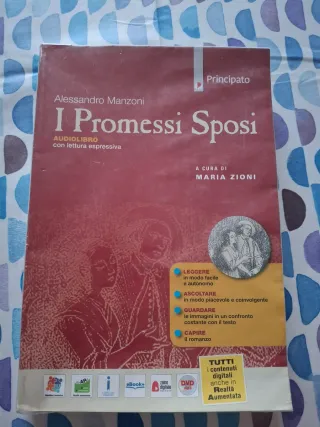 Principato
Alessandro Manzoni
I Promessi Sposi
AUDIOLIBRO
con lettura espressiva
A CURA DI
MARIA ZIONI
LEGGERE
in modo facile
e autonomo
ASCOLTARE
in modo piacevole e coinvolgente
GUARDARE
le immagini in un confronto
costante con il testo
CAPIRE
il romanzo
TUTTI
i contenuti
digitali
anche in
Realtà
Aumentata
eBook+
DVD